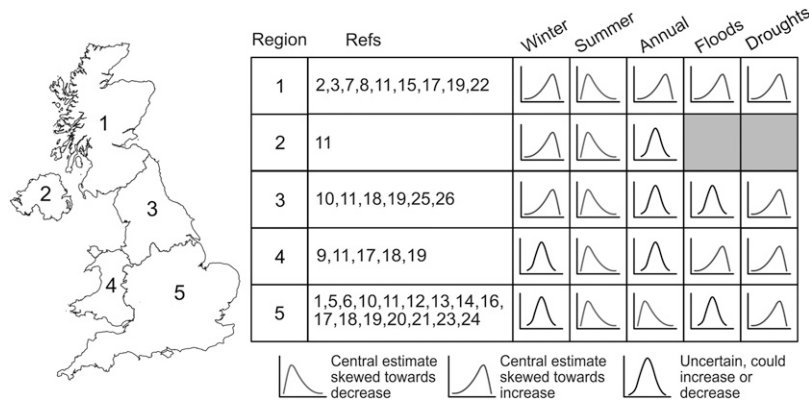 Region Refs Winter Summer Annual Floods Droughts
1 2,3,7,8,11,15,17,19,22
2 11
3 10,11,18,19,25,26
4 9,11,17,18,19
5 1,5,6,10,11,12,13,14,16,
17,18,19,20,21,23,24
1
2
3
4
5
Central estimate
skewed towards
decrease
Central estimate
skewed towards
increase
Uncertain, could
increase or
decrease